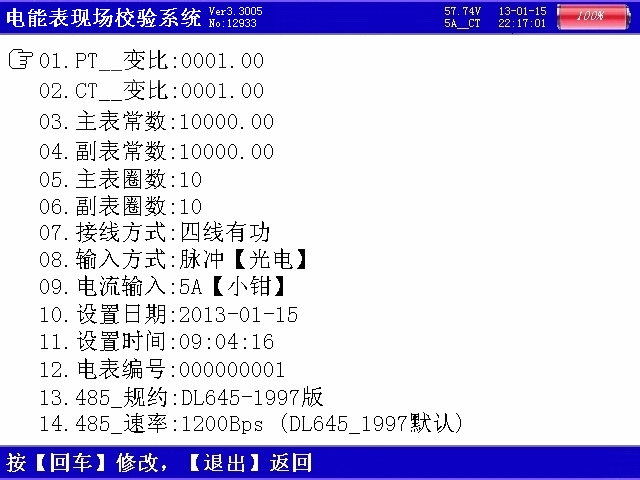 电能表现场校验系统 Ver3.3005 57.74V 13-01-15 100%
No:12933 5A__CT 22:17:01
01.PT__变比:0001.00
02.CT__变比:0001.00
03.主表常数:10000.00
04.副表常数:10000.00
05.主表圈数:10
06.副表圈数:10
07.接线方式:四线有功
08.输入方式:脉冲【光电】
09.电流输入:5A【小钳】
10.设置日期:2013-01-15
11.设置时间:09:04:16
12.电表编号:000000001
13.485_规约:DL645-1997版
14.485_速率:1200Bps (DL645_1997默认)
按【回车】修改,【退出】返回